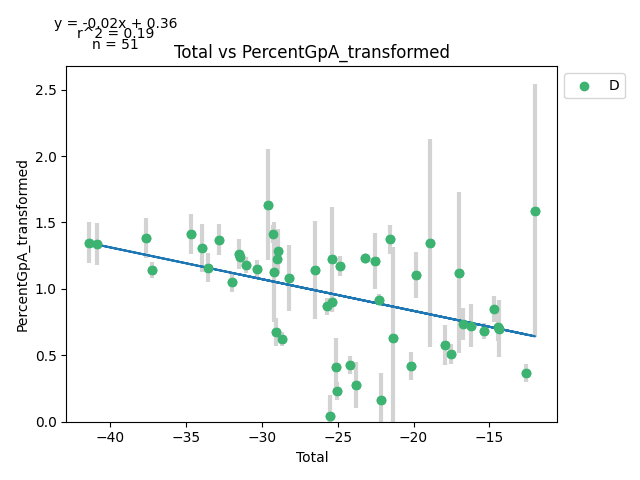 y = -0.02x + 0.36
r^2 = 0.19
n = 51
Total vs PercentGpA_transformed
D
PercentGpA_transformed
2.5
2.0
1.5
1.0
0.5
0.0
−40
−35
−30
−25
−20
−15
Total